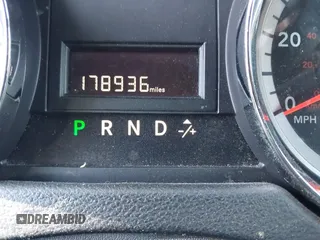 178936 miles
P R N D -/+
20
0
MPH
DREAMBID